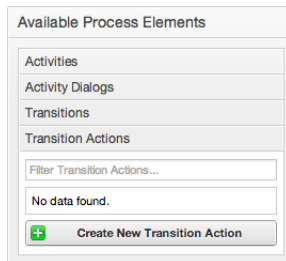 Available Process Elements
Activities
Activity Dialogs
Transitions
Transition Actions
Filter Transition Actions...
No data found.
Create New Transition Action